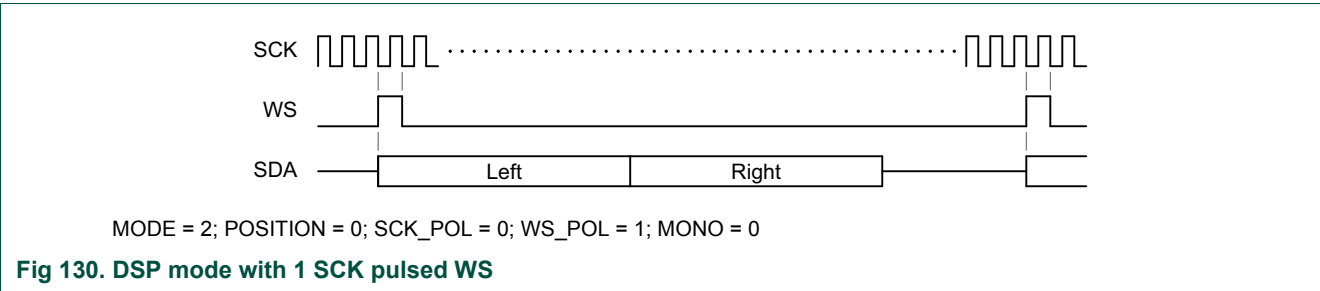 SCK
WS
SDA
Left
Right
MODE = 2; POSITION = 0; SCK_POL = 0; WS_POL = 1; MONO = 0
Fig 130. DSP mode with 1 SCK pulsed WS